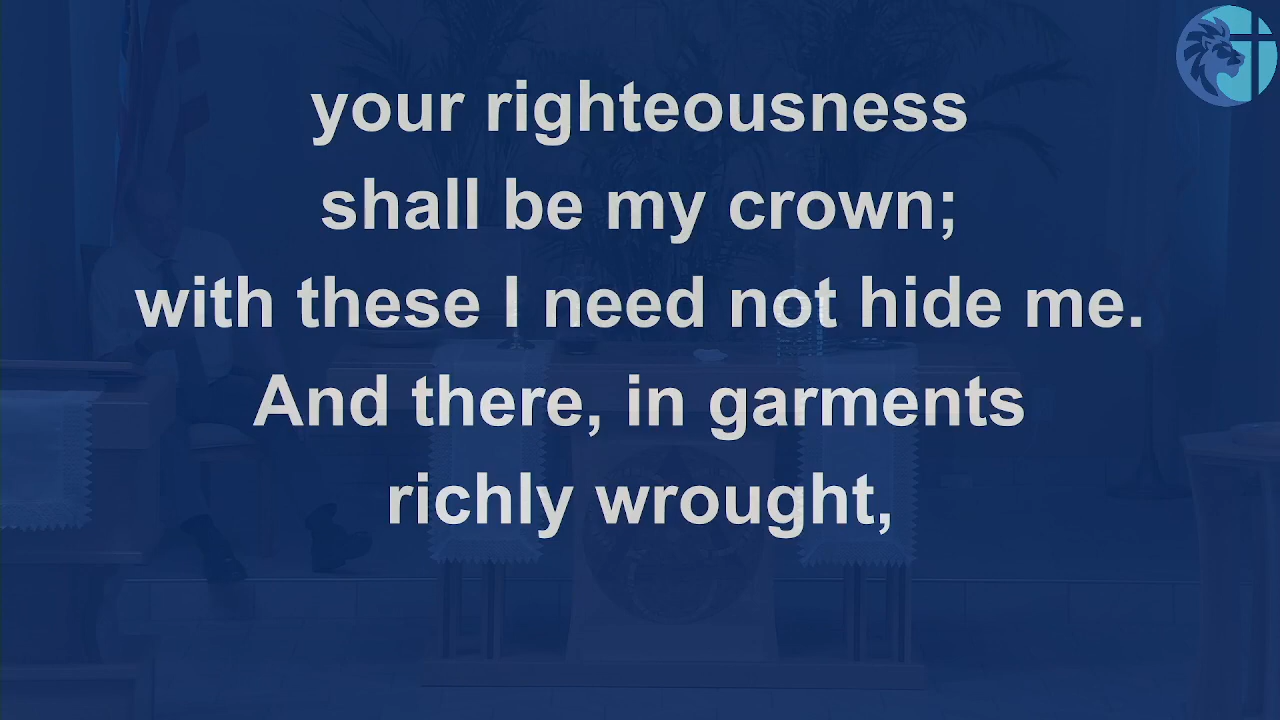 your righteousness
shall be my crown;
with these I need not hide me.
And there, in garments
richly wrought,